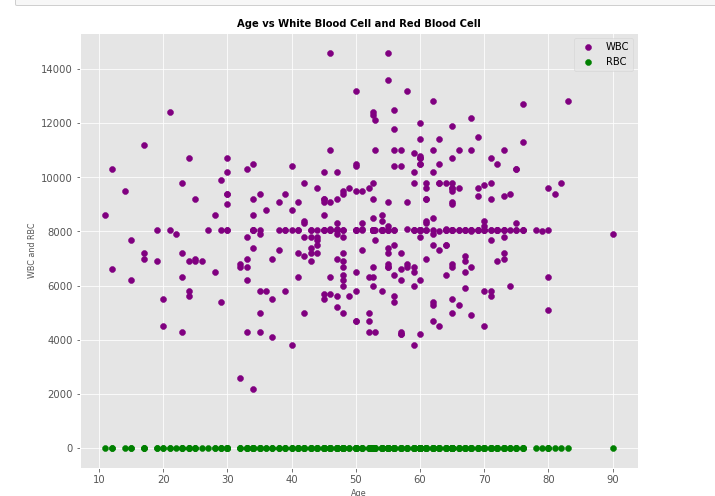 Age vs White Blood Cell and Red Blood Cell
WBC
RBC
14000
12000
10000
8000
6000
4000
2000
0
WBC and RBC
10 20 30 40 50 60 70 80 90
Age